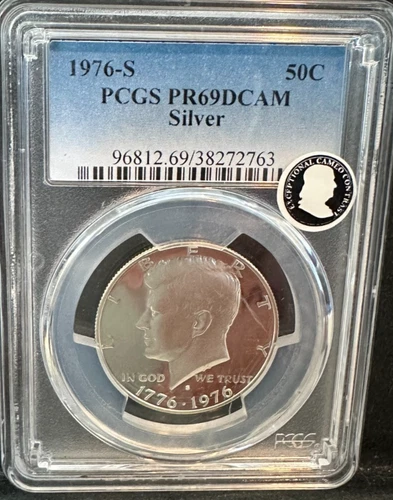 1976-S 50C
PCGS PR69DCAM
Silver
96812.69/38272763
EXCEPTIONAL CAMEO CONTRAST
LIBERTY
IN GOD WE TRUST
1776·1976
PCGS